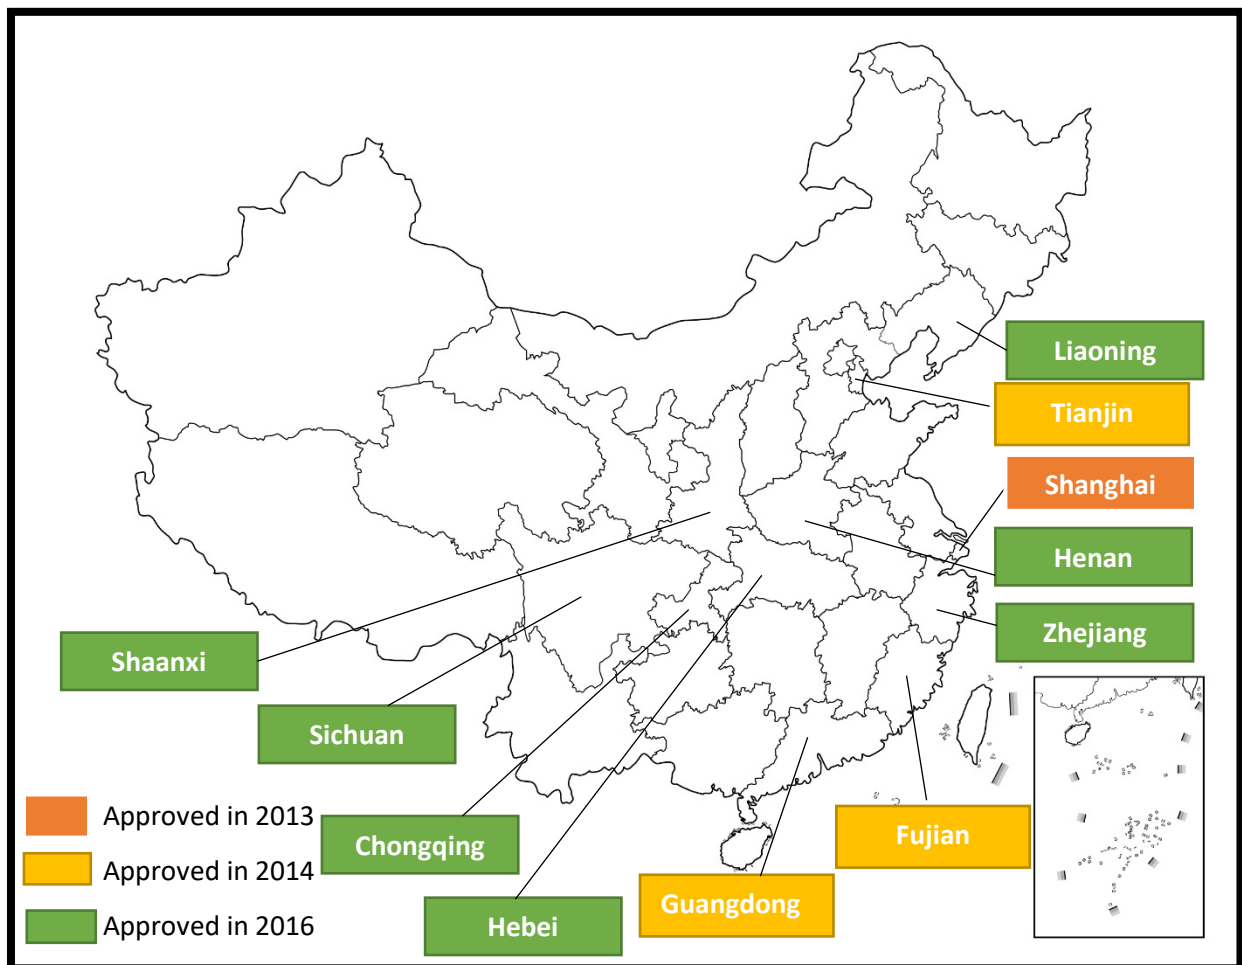 Liaoning
Tianjin
Shanghai
Henan
Zhejiang
Shaanxi
Sichuan
Chongqing
Hebei
Guangdong
Fujian
Approved in 2013
Approved in 2014
Approved in 2016